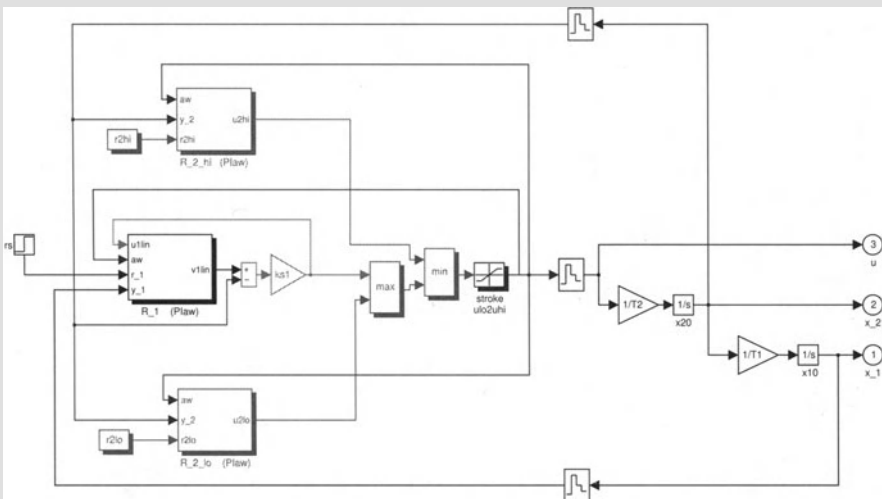 aw
y_2
r2hi
u2hi
r2hi
R_2_hi (PIaw)
rs
u1lin
aw
r_1
y_1
v1lin
R_1 (PIaw)
+
−
ks1
max
min
stroke
ulo2uhi
3
u
1/T2
1/s
x20
2
x_2
1/T1
1/s
x10
1
x_1
aw
y_2
r2lo
u2lo
r2lo
R_2_lo (PIaw)